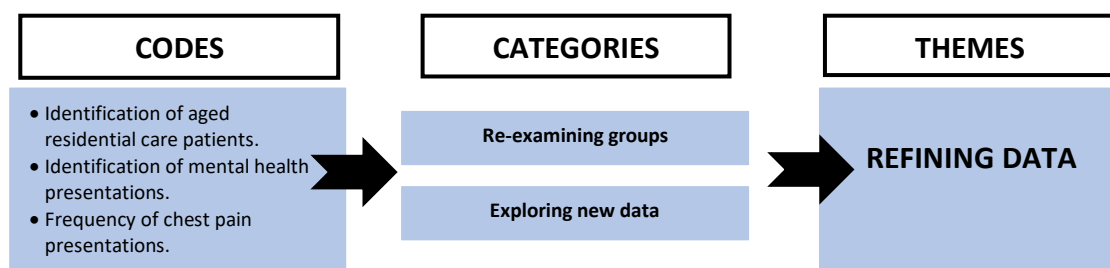 CODES
• Identification of aged
residential care patients.
• Identification of mental health
presentations.
• Frequency of chest pain
presentations.
CATEGORIES
Re-examining groups
Exploring new data
THEMES
REFINING DATA